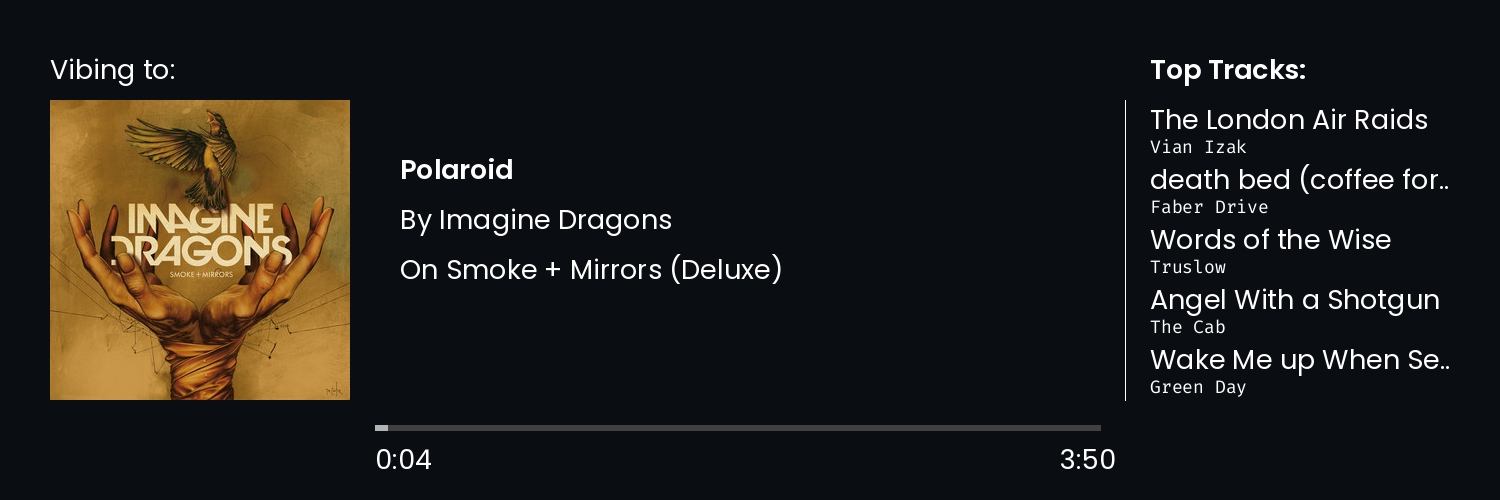 Vibing to:
IMAGINE
DRAGONS
SMOKE + MIRRORS
Polaroid
By Imagine Dragons
On Smoke + Mirrors (Deluxe)
0:04
3:50
Top Tracks:
The London Air Raids
Vian Izak
death bed (coffee for..
Faber Drive
Words of the Wise
Truslow
Angel With a Shotgun
The Cab
Wake Me up When Se..
Green Day